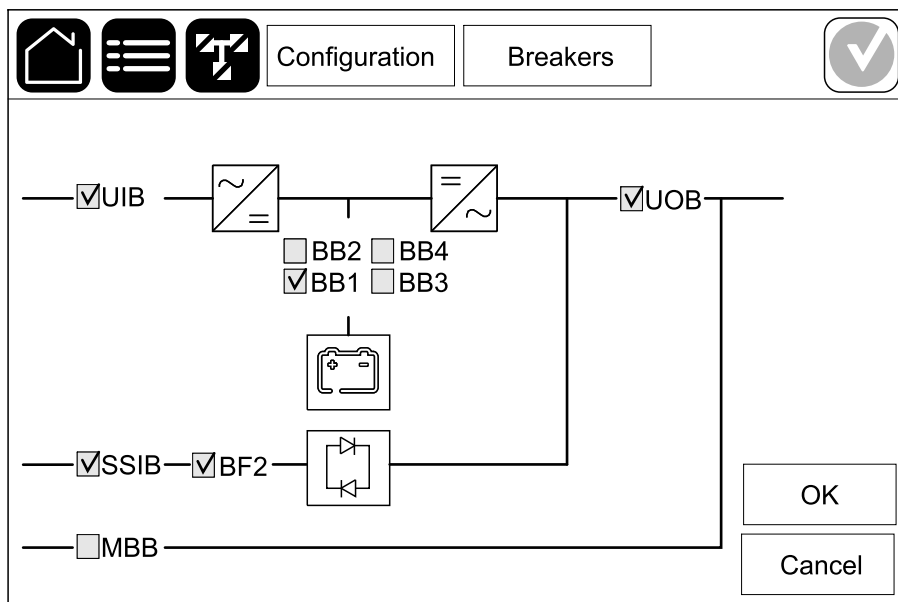 Configuration
Breakers
UIB
UOB
BB2 BB4
BB1 BB3
SSIB BF2
MBB
OK
Cancel